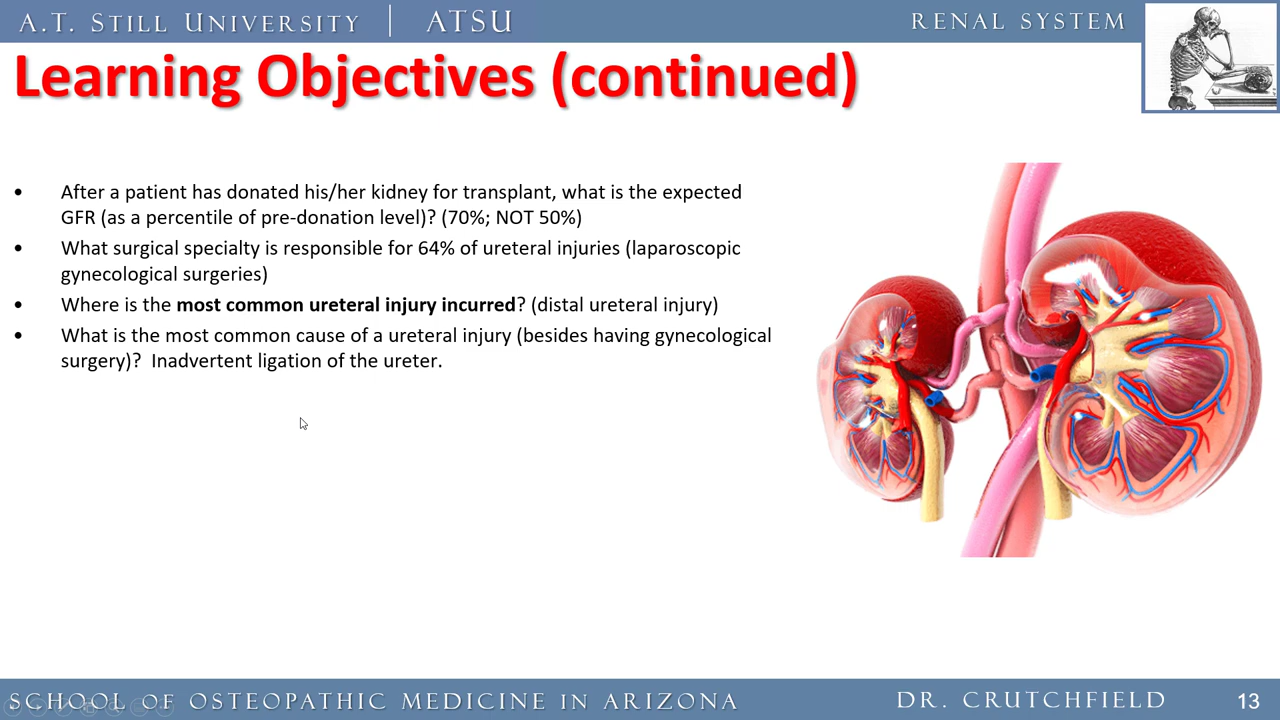 A.T. STILL UNIVERSITY | ATSU
RENAL SYSTEM
Learning Objectives (continued)
• After a patient has donated his/her kidney for transplant, what is the expected
GFR (as a percentile of pre-donation level)? (70%; NOT 50%)
• What surgical specialty is responsible for 64% of ureteral injuries (laparoscopic
gynecological surgeries)
• Where is the most common ureteral injury incurred? (distal ureteral injury)
• What is the most common cause of a ureteral injury (besides having gynecological
surgery)?  Inadvertent ligation of the ureter.
SCHOOL OF OSTEOPATHIC MEDICINE IN ARIZONA
DR. CRUTCHFIELD
13